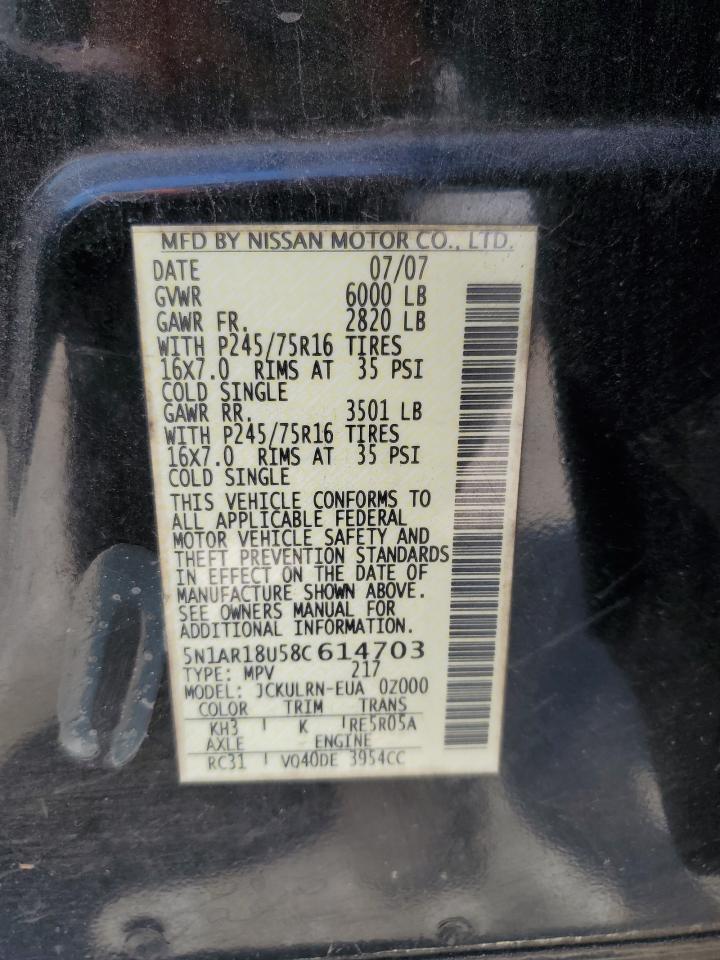 MFD BY NISSAN MOTOR CO., LTD.
DATE 07/07
GVWR 6000 LB
GAWR FR. 2820 LB
WITH P245/75R16 TIRES
16X7.0 RIMS AT 35 PSI
COLD SINGLE
GAWR RR. 3501 LB
WITH P245/75R16 TIRES
16X7.0 RIMS AT 35 PSI
COLD SINGLE
THIS VEHICLE CONFORMS TO
ALL APPLICABLE FEDERAL
MOTOR VEHICLE SAFETY AND
THEFT PREVENTION STANDARDS
IN EFFECT ON THE DATE OF
MANUFACTURE SHOWN ABOVE.
SEE OWNERS MANUAL FOR
ADDITIONAL INFORMATION.
5N1AR18U58C614703
TYPE: MPV 217
MODEL: JCKULRN-EUA 0Z000
COLOR TRIM TRANS
KH3 K RE5R05A
AXLE ENGINE
RC31 VQ40DE 3954CC